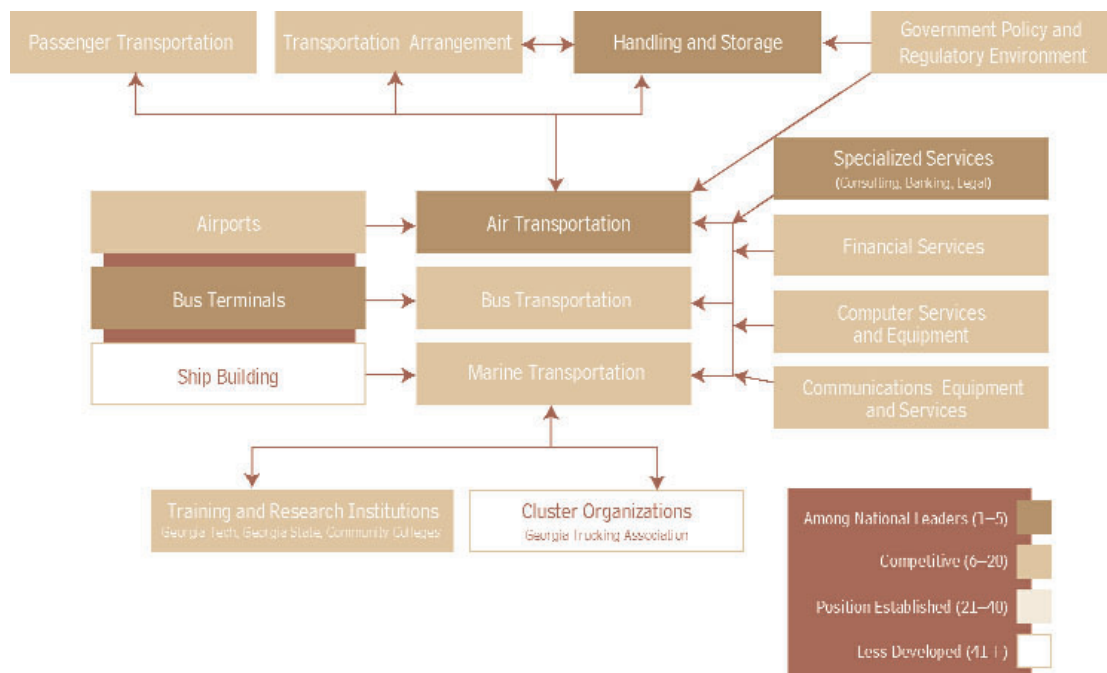 Passenger Transportation
Transportation Arrangement
Handling and Storage
Government Policy and
Regulatory Environment
Specialized Services
(Consulting, Banking, Legal)
Airports
Air Transportation
Financial Services
Bus Terminals
Bus Transportation
Computer Services
and Equipment
Ship Building
Marine Transportation
Communications Equipment
and Services
Training and Research Institutions
Georgia Tech, Georgia State, Community Colleges
Cluster Organizations
Georgia Trucking Association
Among National Leaders (1–5)
Competitive (6–20)
Position Established (21–40)
Less Developed (41+)